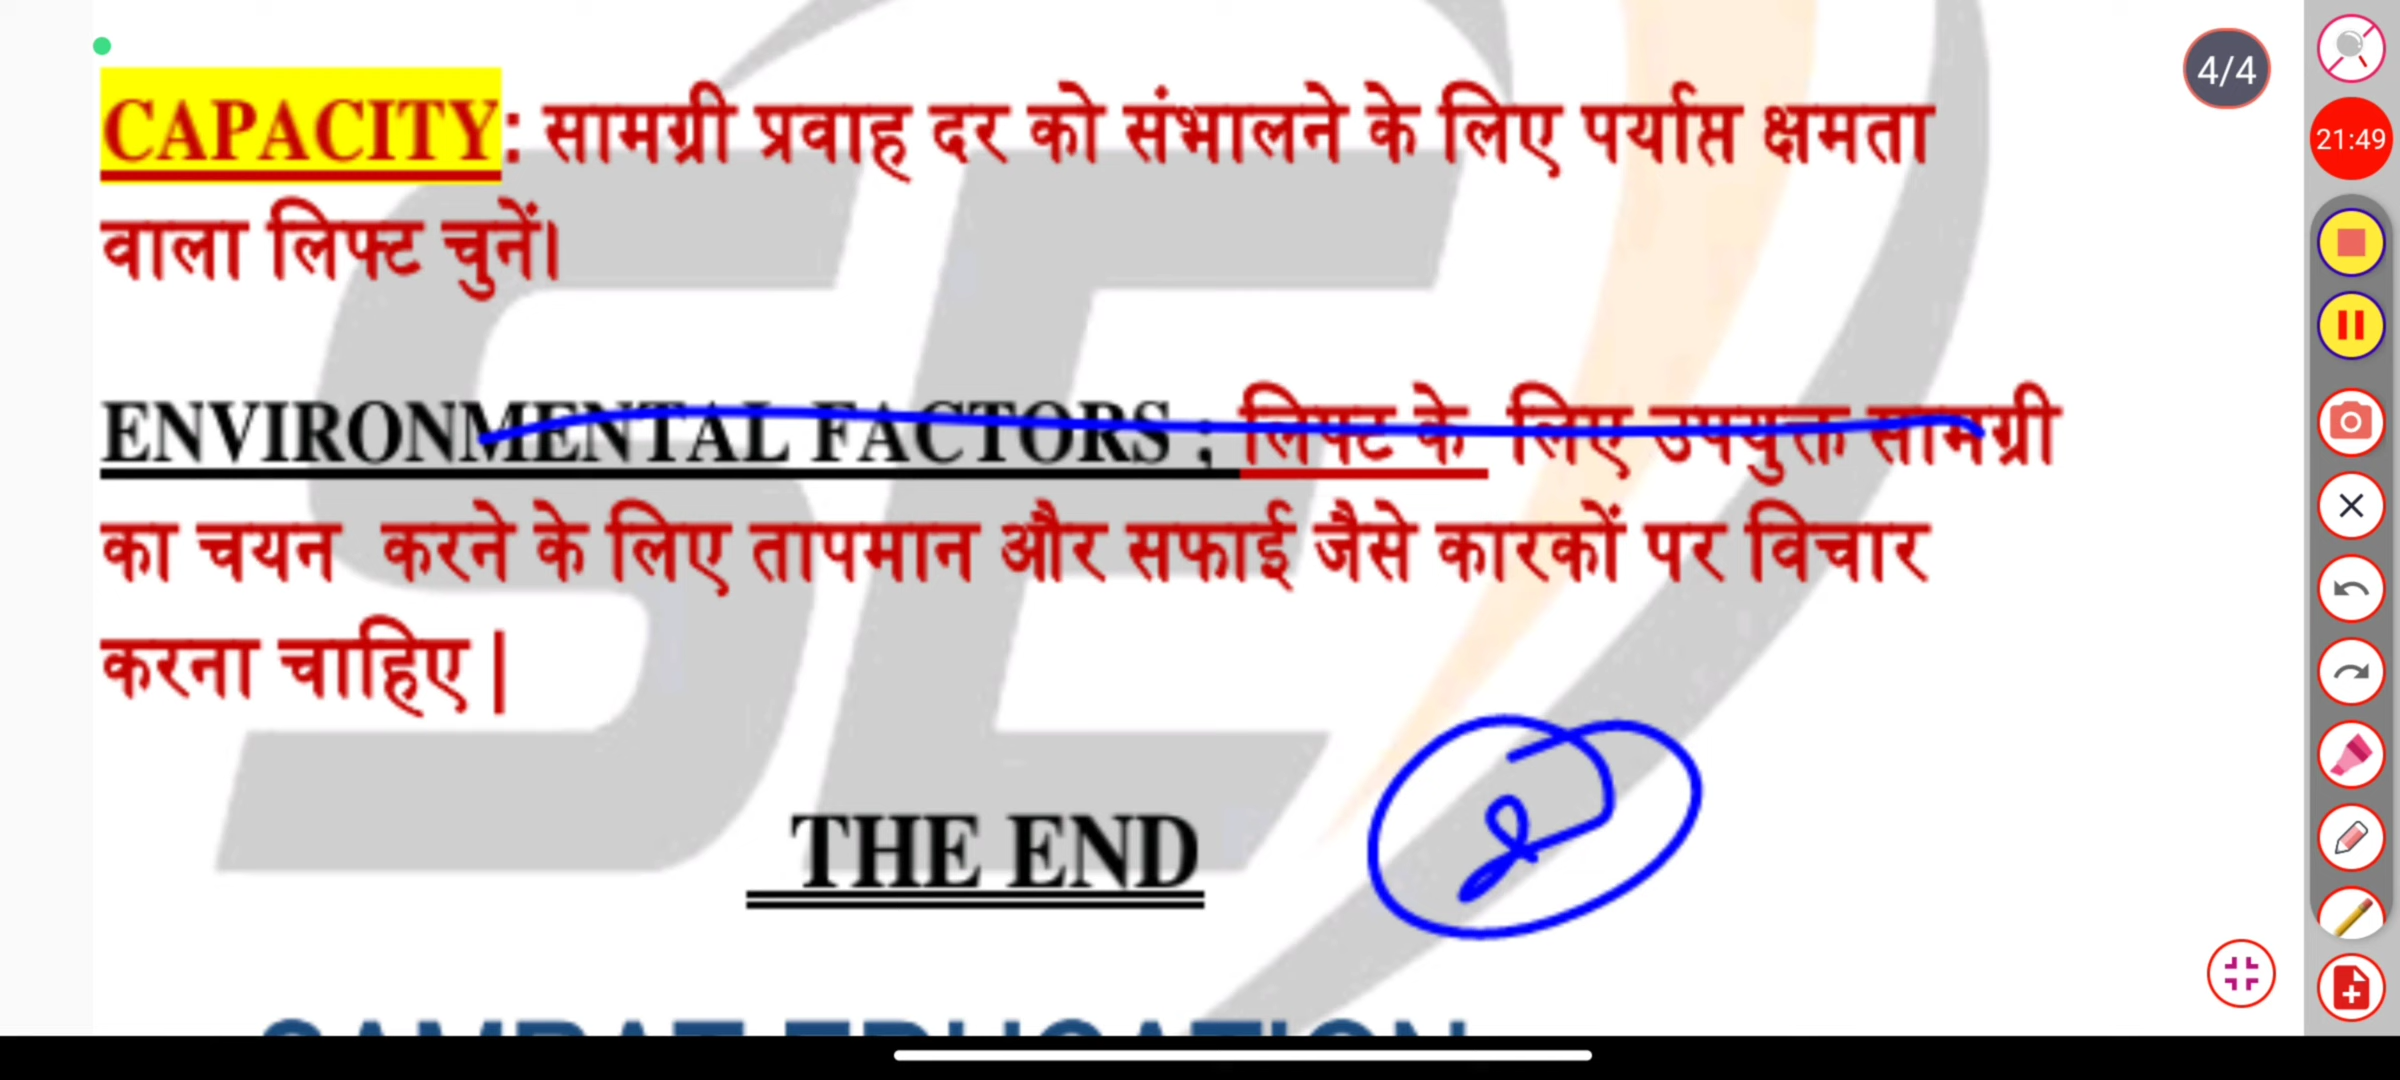 CAPACITY: सामग्री प्रवाह दर को संभालने के लिए पर्याप्त क्षमता
वाला लिफ्ट चुनें।
ENVIRONMENTAL FACTORS ; लिफ्ट के लिए उपयुक्त सामग्री
का चयन करने के लिए तापमान और सफाई जैसे कारकों पर विचार
करना चाहिए |
THE END
4/4
21:49
SE